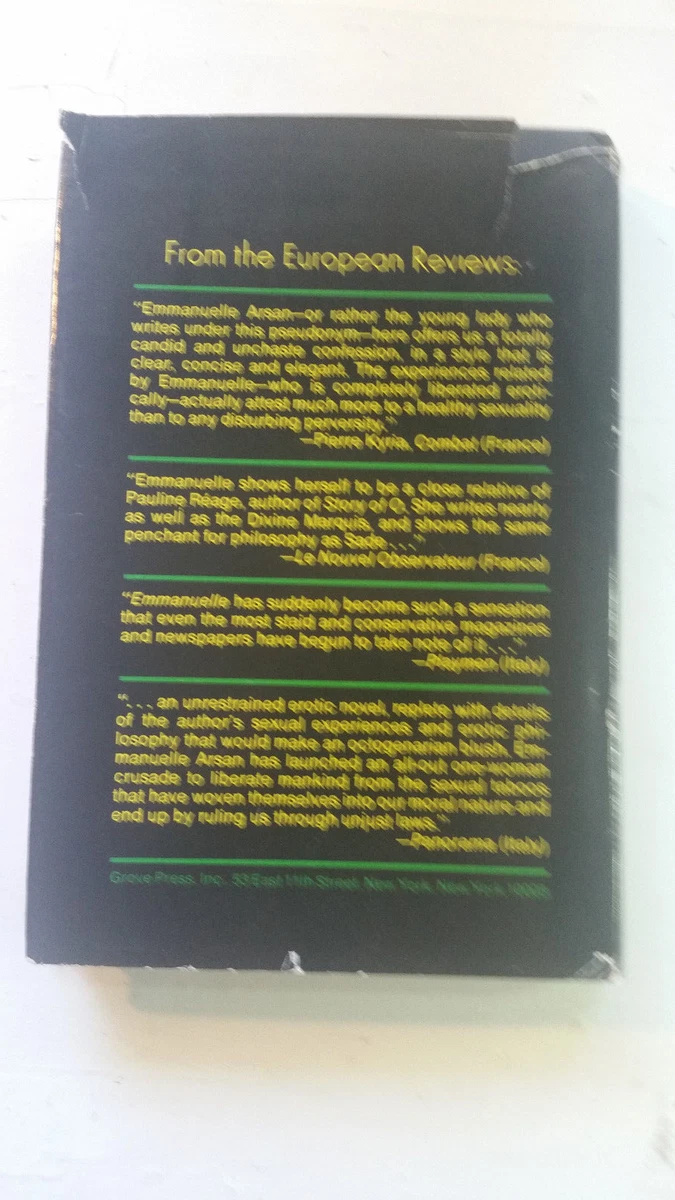 From the European Reviews:
"Emmanuelle Arsan—or rather the young lady who
writes under this pseudonym—here offers us a totally
candid and unchaste confession, in a style that is
clear, concise and elegant. The experiences related
by Emmanuelle—who is completely liberated eroti-
cally—actually attest much more to a healthy sexuality
than to any disturbing perversity."
—Pierre Kyria, Combat (France)
"Emmanuelle shows herself to be a close relative of
Pauline Réage, author of Story of O. She writes nearly
as well as the Divine Marquis, and shows the same
penchant for philosophy as Sade . . . ."
—Le Nouvel Observateur (France)
"Emmanuelle has suddenly become such a sensation
that even the most staid and conservative magazines
and newspapers have begun to take note of it . . . ."
—Playmen (Italy)
". . . an unrestrained erotic novel, replete with details
of the author's sexual experiences and erotic phi-
losophy that would make an octogenarian blush. Em-
manuelle Arsan has launched an all-out one-woman
crusade to liberate mankind from the sexual taboos
that have woven themselves into our moral nature and
end up by ruling us through unjust laws."
—Panorama (Italy)
Grove Press, Inc., 53 East 11th Street, New York, New York 10003